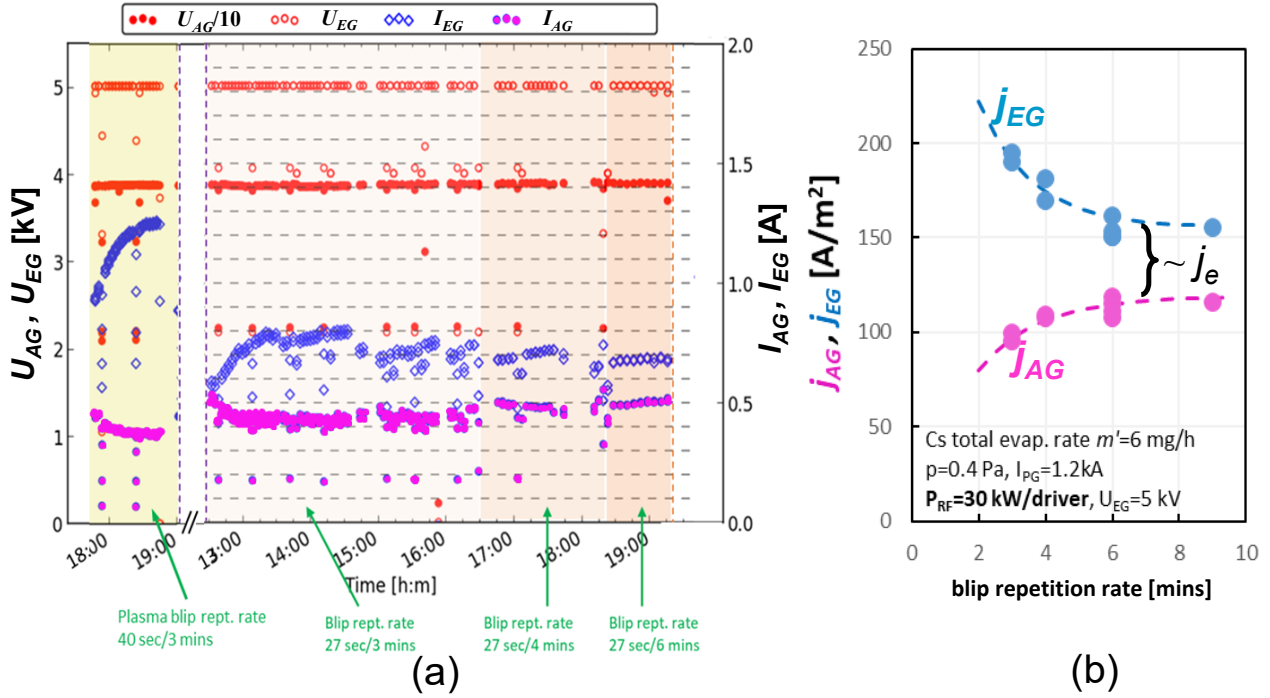 U_AG/10 U_EG I_EG I_AG
U_AG, U_EG [kV]
5
4
3
2
1
0
2.0
1.5
1.0
0.5
0.0
I_AG, I_EG [A]
18:00 19:00 13:00 14:00 15:00 16:00 17:00 18:00 19:00
Time [h:m]
Plasma blip rept. rate
40 sec/3 mins
Blip rept. rate
27 sec/3 mins
Blip rept. rate
27 sec/4 mins
Blip rept. rate
27 sec/6 mins
(a)
j_AG, j_EG [A/m²]
250
200
150
100
50
0
j_EG
} ~ j_e
j_AG
Cs total evap. rate m'=6 mg/h
p=0.4 Pa, I_PG=1.2kA
P_RF=30 kW/driver, U_EG=5 kV
0 2 4 6 8 10
blip repetition rate [mins]
(b)